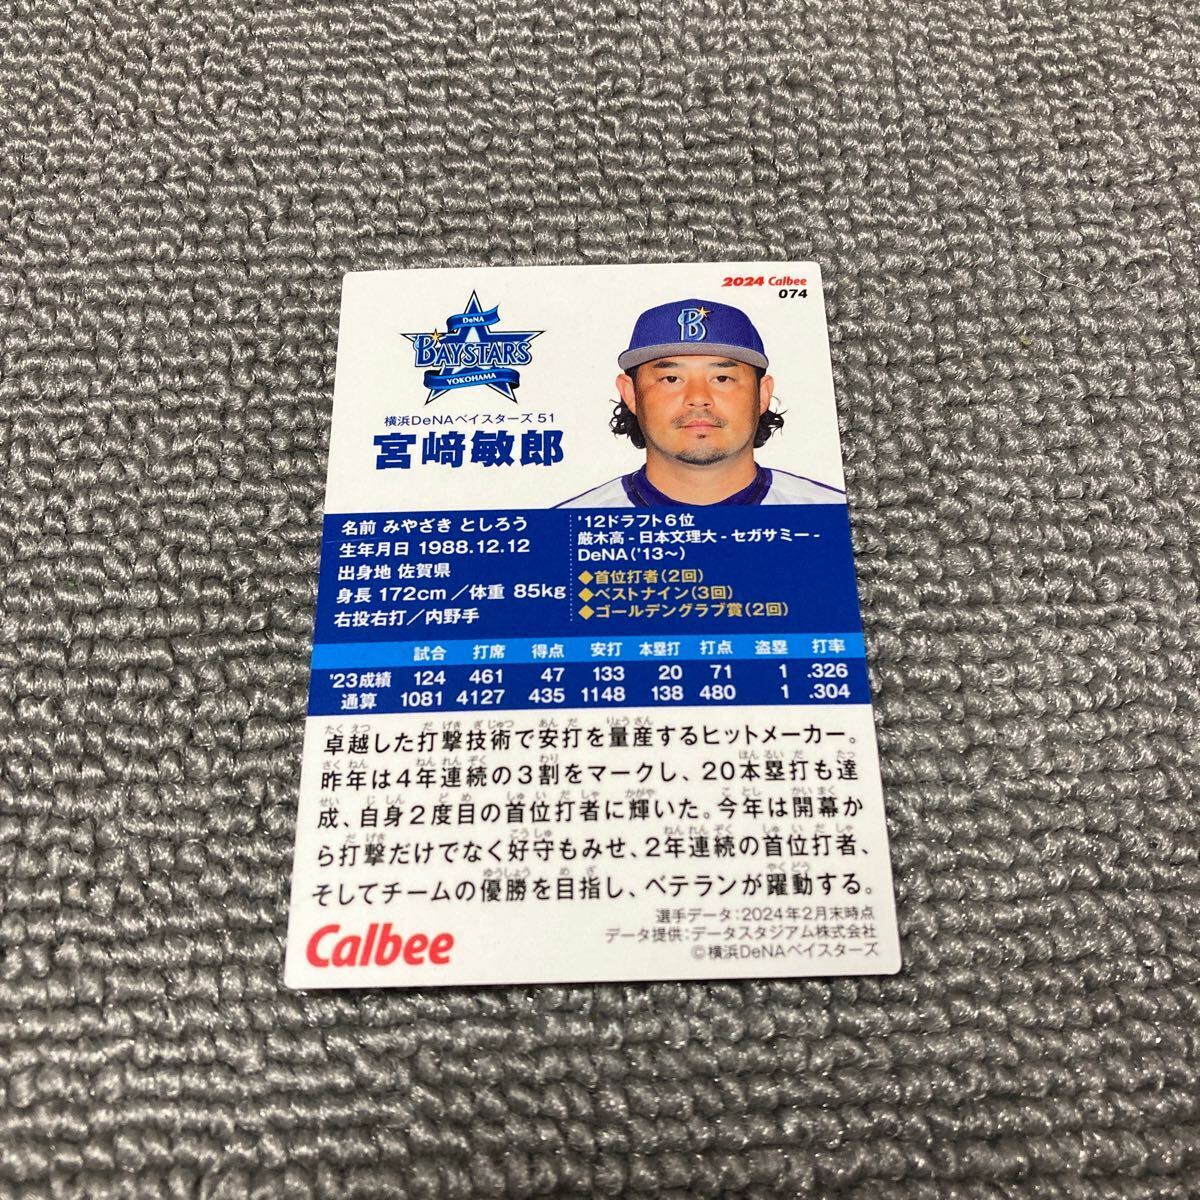 2024 Calbee
074
DeNA
BAYSTARS
YOKOHAMA
横浜DeNAベイスターズ 51
宮﨑敏郎
名前 みやざき としろう
生年月日 1988.12.12
出身地 佐賀県
身長 172cm／体重 85kg
右投右打／内野手
'12ドラフト6位
厳木高-日本文理大-セガサミー-
DeNA('13〜)
◆首位打者(2回)
◆ベストナイン(3回)
◆ゴールデングラブ賞(2回)
試合 打席 得点 安打 本塁打 打点 盗塁 打率
'23成績 124 461 47 133 20 71 1 .326
通算 1081 4127 435 1148 138 480 1 .304
卓越した打撃技術で安打を量産するヒットメーカー。
昨年は4年連続の3割をマークし、20本塁打も達
成、自身2度目の首位打者に輝いた。今年は開幕か
ら打撃だけでなく好守もみせ、2年連続の首位打者、
そしてチームの優勝を目指し、ベテランが躍動する。
選手データ:2024年2月末時点
データ提供:データスタジアム株式会社
©横浜DeNAベイスターズ
Calbee